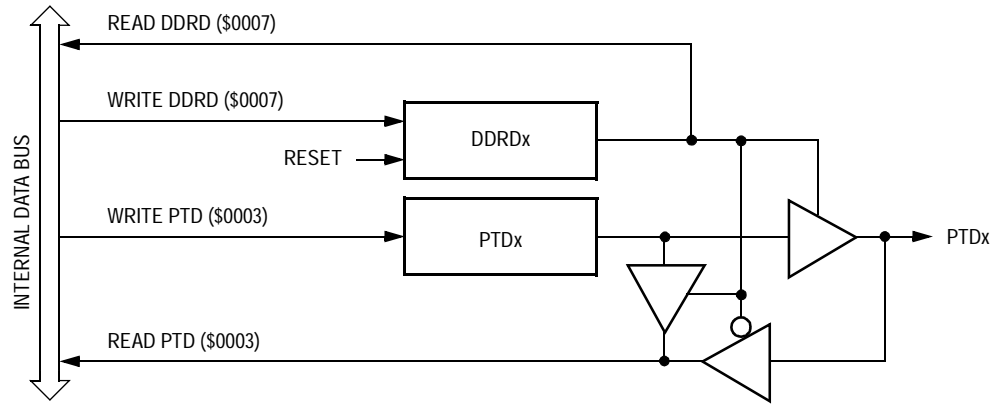 READ DDRD ($0007)
WRITE DDRD ($0007)
DDRDx
RESET
INTERNAL DATA BUS
WRITE PTD ($0003)
PTDx
PTDx
READ PTD ($0003)